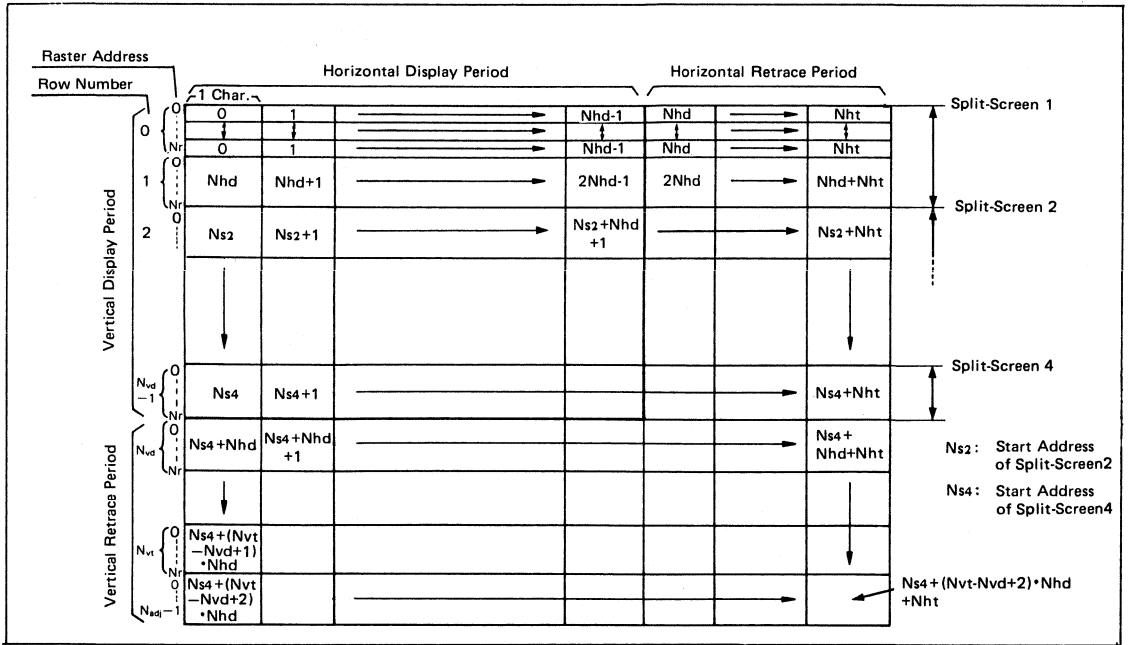 Raster Address
Row Number
Horizontal Display Period
Horizontal Retrace Period
1 Char.
Split-Screen 1
0
0
1
Nhd-1
Nhd
Nht
0
Nr
0
1
Nhd-1
Nhd
Nht
1
0
Nr
Nhd
Nhd+1
2Nhd-1
2Nhd
Nhd+Nht
Split-Screen 2
2
0
Ns2
Ns2+1
Ns2+Nhd
+1
Ns2+Nht
Vertical Display Period
Split-Screen 4
Nvd
-1
0
Nr
Ns4
Ns4+1
Ns4+Nht
Nvd
0
Nr
Ns4+Nhd
Ns4+Nhd
+1
Ns4+
Nhd+Nht
Ns2: Start Address
of Split-Screen2
Ns4: Start Address
of Split-Screen4
Vertical Retrace Period
Nvt
0
Nr
Ns4+(Nvt
-Nvd+1)
•Nhd
0
Nadj-1
Ns4+(Nvt
-Nvd+2)
•Nhd
Ns4+(Nvt-Nvd+2)•Nhd
+Nht